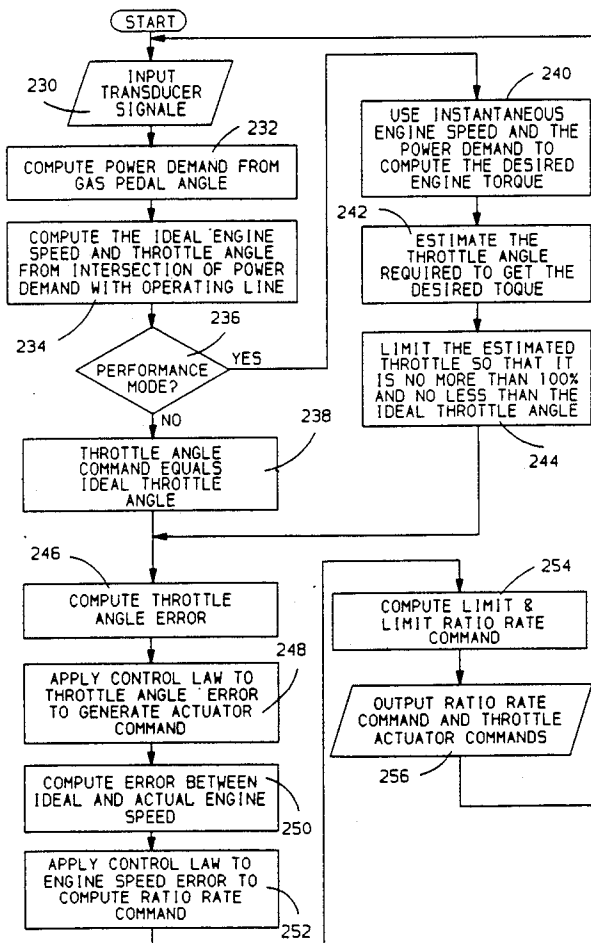 START
INPUT
TRANSDUCER
SIGNALE
230
232
COMPUTE POWER DEMAND FROM
GAS PEDAL ANGLE
COMPUTE THE IDEAL ENGINE
SPEED AND THROTTLE ANGLE
FROM INTERSECTION OF POWER
DEMAND WITH OPERATING LINE
234
236
PERFORMANCE
MODE?
YES
NO
238
THROTTLE ANGLE
COMMAND EQUALS
IDEAL THROTTLE
ANGLE
240
USE INSTANTANEOUS
ENGINE SPEED AND THE
POWER DEMAND TO
COMPUTE THE DESIRED
ENGINE TORQUE
242
ESTIMATE THE
THROTTLE ANGLE
REQUIRED TO GET THE
DESIRED TOQUE
LIMIT THE ESTIMATED
THROTTLE SO THAT IT
IS NO MORE THAN 100%
AND NO LESS THAN THE
IDEAL THROTTLE ANGLE
244
246
COMPUTE THROTTLE
ANGLE ERROR
248
APPLY CONTROL LAW TO
THROTTLE ANGLE ERROR
TO GENERATE ACTUATOR
COMMAND
COMPUTE ERROR BETWEEN
IDEAL AND ACTUAL ENGINE
SPEED
250
APPLY CONTROL LAW TO
ENGINE SPEED ERROR TO
COMPUTE RATIO RATE
COMMAND
252
254
COMPUTE LIMIT &
LIMIT RATIO RATE
COMMAND
OUTPUT RATIO RATE
COMMAND AND THROTTLE
ACTUATOR COMMANDS
256